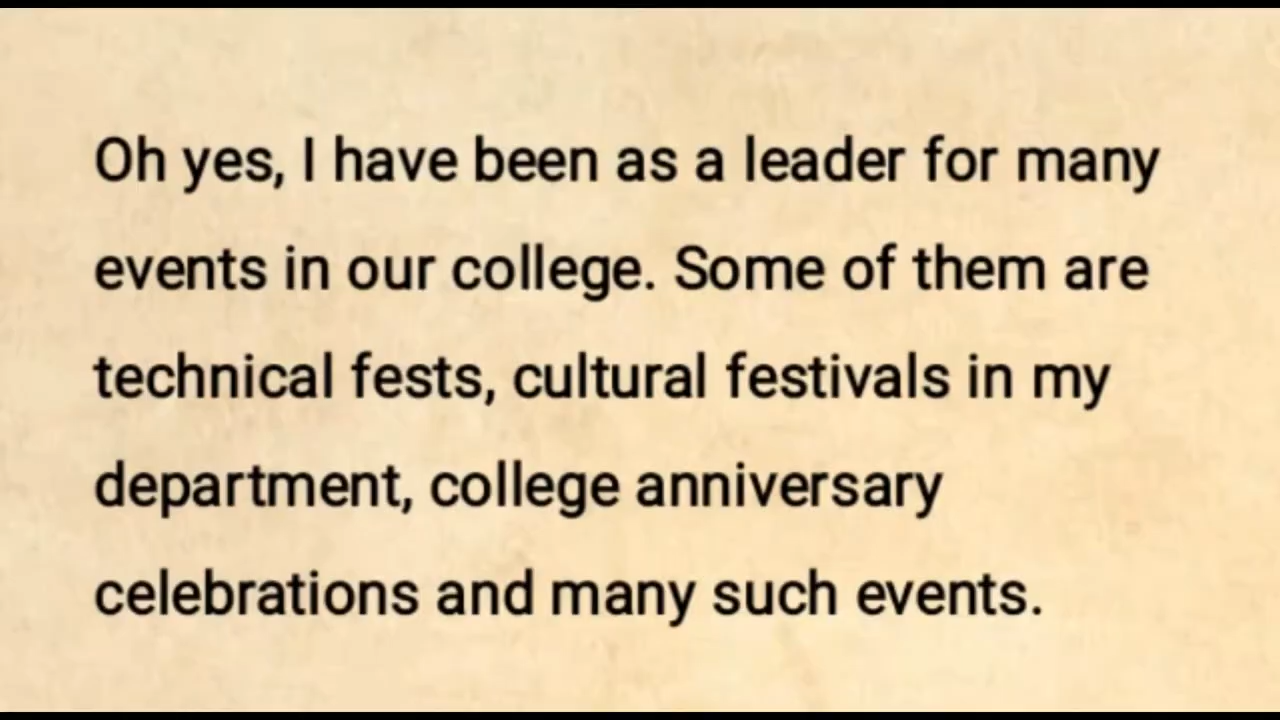 Oh yes, I have been as a leader for many
events in our college. Some of them are
technical fests, cultural festivals in my
department, college anniversary
celebrations and many such events.